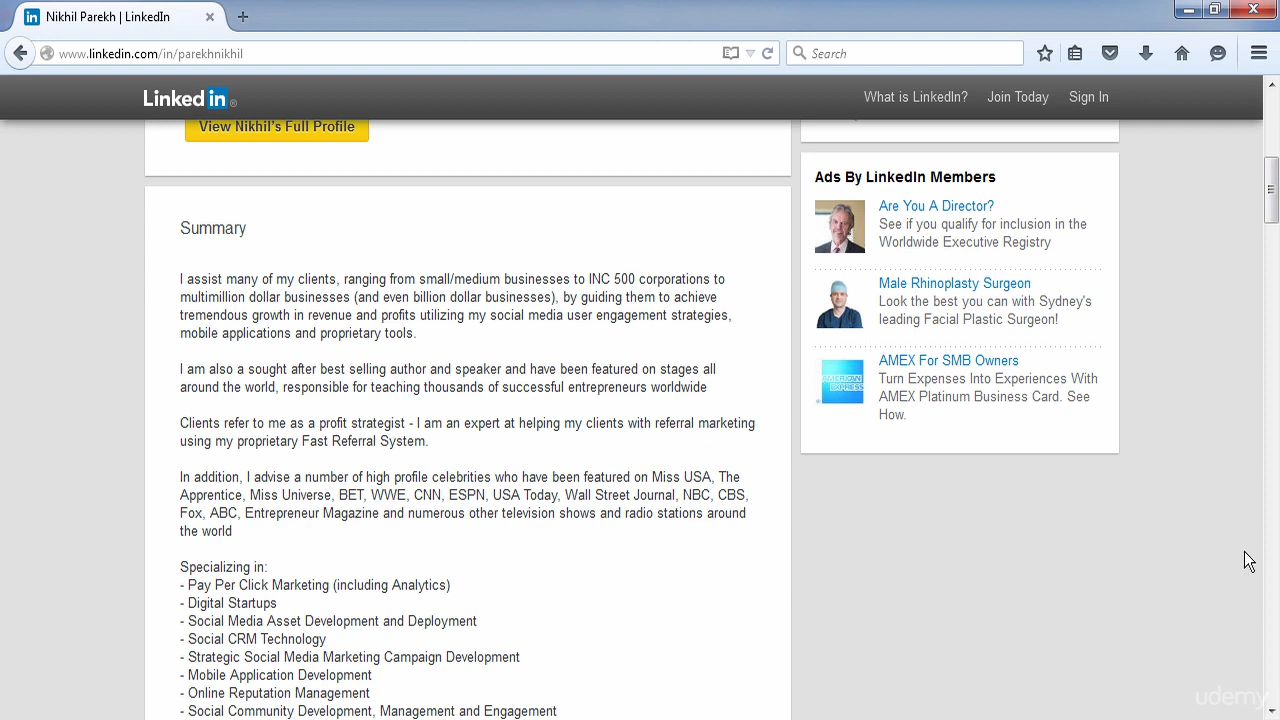 Nikhil Parekh | LinkedIn
www.linkedin.com/in/parekhnikhil
Search
Linked in
What is LinkedIn?
Join Today
Sign In
View Nikhil's Full Profile
Summary
I assist many of my clients, ranging from small/medium businesses to INC 500 corporations to
multimillion dollar businesses (and even billion dollar businesses), by guiding them to achieve
tremendous growth in revenue and profits utilizing my social media user engagement strategies,
mobile applications and proprietary tools.
I am also a sought after best selling author and speaker and have been featured on stages all
around the world, responsible for teaching thousands of successful entrepreneurs worldwide
Clients refer to me as a profit strategist - I am an expert at helping my clients with referral marketing
using my proprietary Fast Referral System.
In addition, I advise a number of high profile celebrities who have been featured on Miss USA, The
Apprentice, Miss Universe, BET, WWE, CNN, ESPN, USA Today, Wall Street Journal, NBC, CBS,
Fox, ABC, Entrepreneur Magazine and numerous other television shows and radio stations around
the world
Specializing in:
- Pay Per Click Marketing (including Analytics)
- Digital Startups
- Social Media Asset Development and Deployment
- Social CRM Technology
- Strategic Social Media Marketing Campaign Development
- Mobile Application Development
- Online Reputation Management
- Social Community Development, Management and Engagement
Ads By LinkedIn Members
Are You A Director?
See if you qualify for inclusion in the
Worldwide Executive Registry
Male Rhinoplasty Surgeon
Look the best you can with Sydney's
leading Facial Plastic Surgeon!
AMERICAN
EXPRESS
AMEX For SMB Owners
Turn Expenses Into Experiences With
AMEX Platinum Business Card. See
How.
udemy